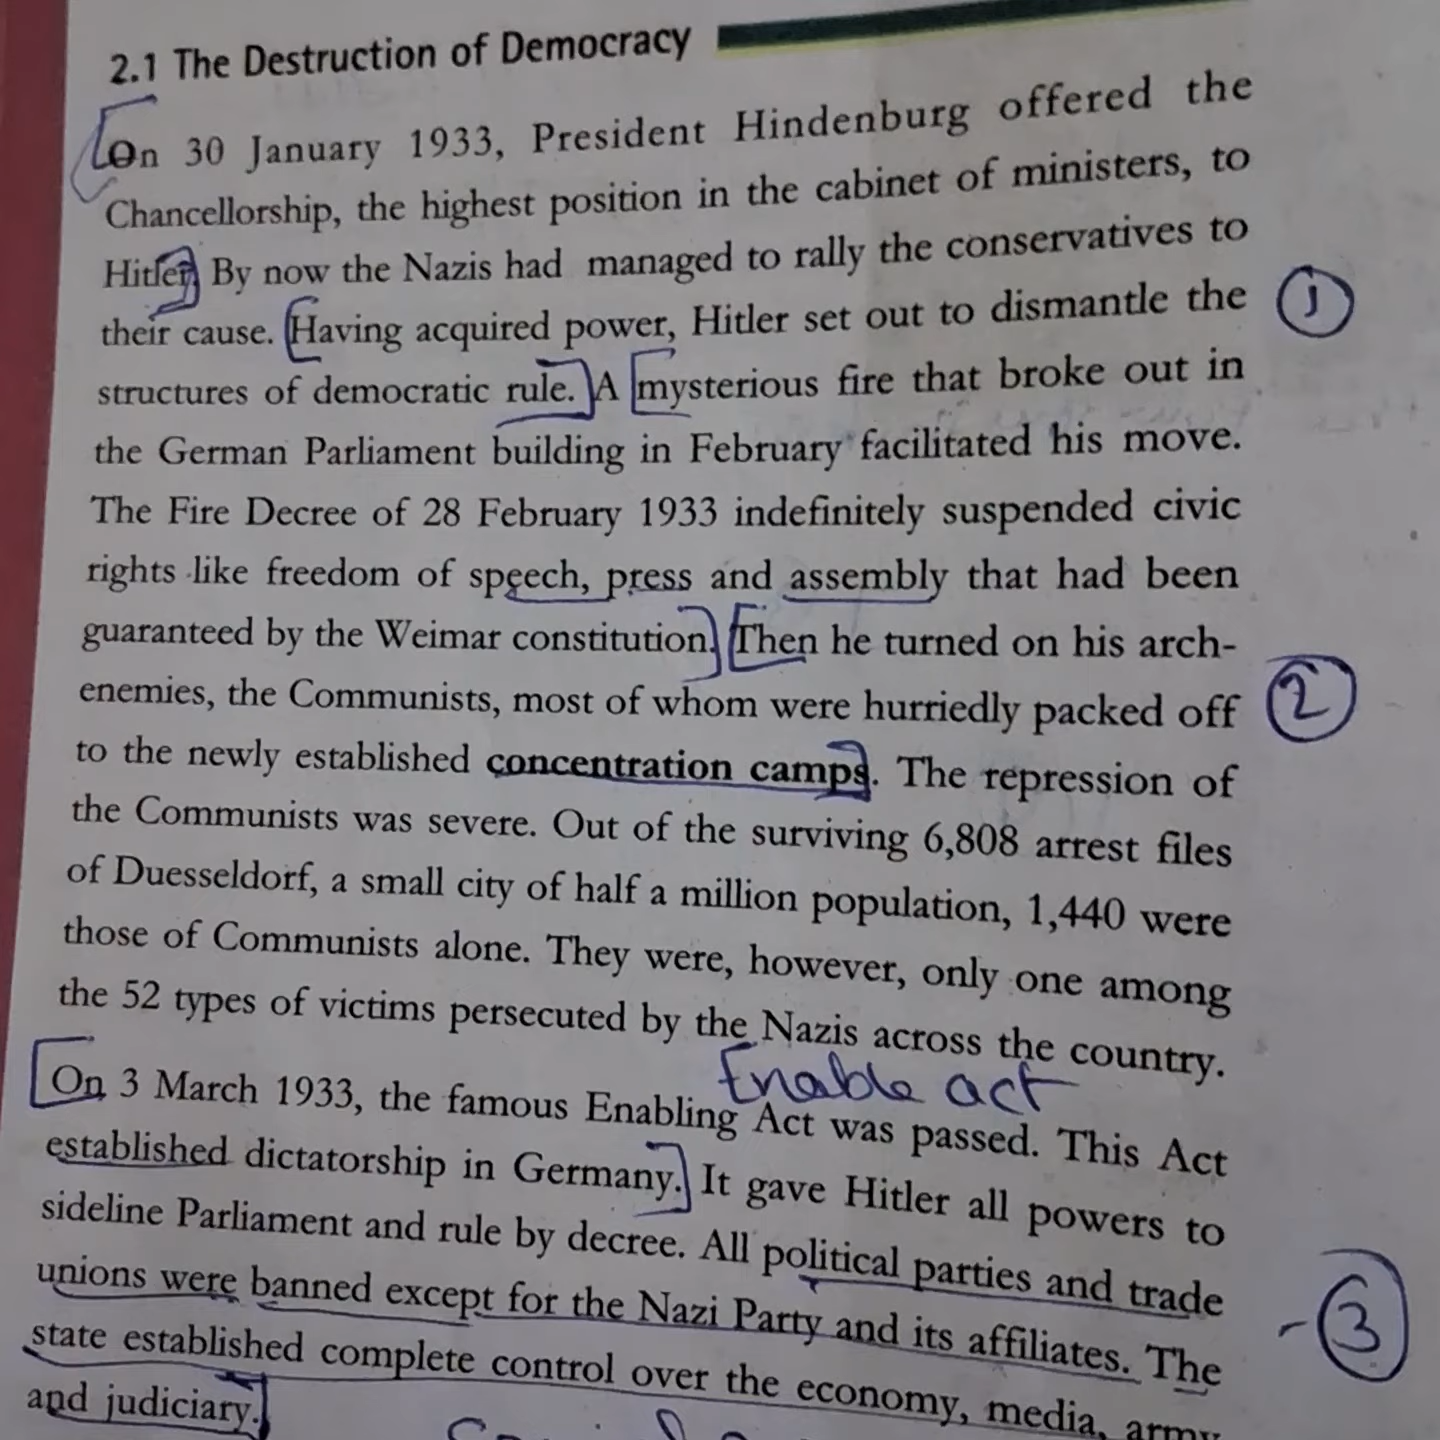 2.1 The Destruction of Democracy
On 30 January 1933, President Hindenburg offered the
Chancellorship, the highest position in the cabinet of ministers, to
Hitler. By now the Nazis had managed to rally the conservatives to
their cause. Having acquired power, Hitler set out to dismantle the
1
structures of democratic rule. A mysterious fire that broke out in
the German Parliament building in February facilitated his move.
The Fire Decree of 28 February 1933 indefinitely suspended civic
rights like freedom of speech, press and assembly that had been
guaranteed by the Weimar constitution. Then he turned on his arch-
enemies, the Communists, most of whom were hurriedly packed off
2
to the newly established concentration camps. The repression of
the Communists was severe. Out of the surviving 6,808 arrest files
of Duesseldorf, a small city of half a million population, 1,440 were
those of Communists alone. They were, however, only one among
the 52 types of victims persecuted by the Nazis across the country.
Enable act
On 3 March 1933, the famous Enabling Act was passed. This Act
established dictatorship in Germany. It gave Hitler all powers to
sideline Parliament and rule by decree. All political parties and trade
unions were banned except for the Nazi Party and its affiliates. The
-3
state established complete control over the economy, media, army
and judiciary.